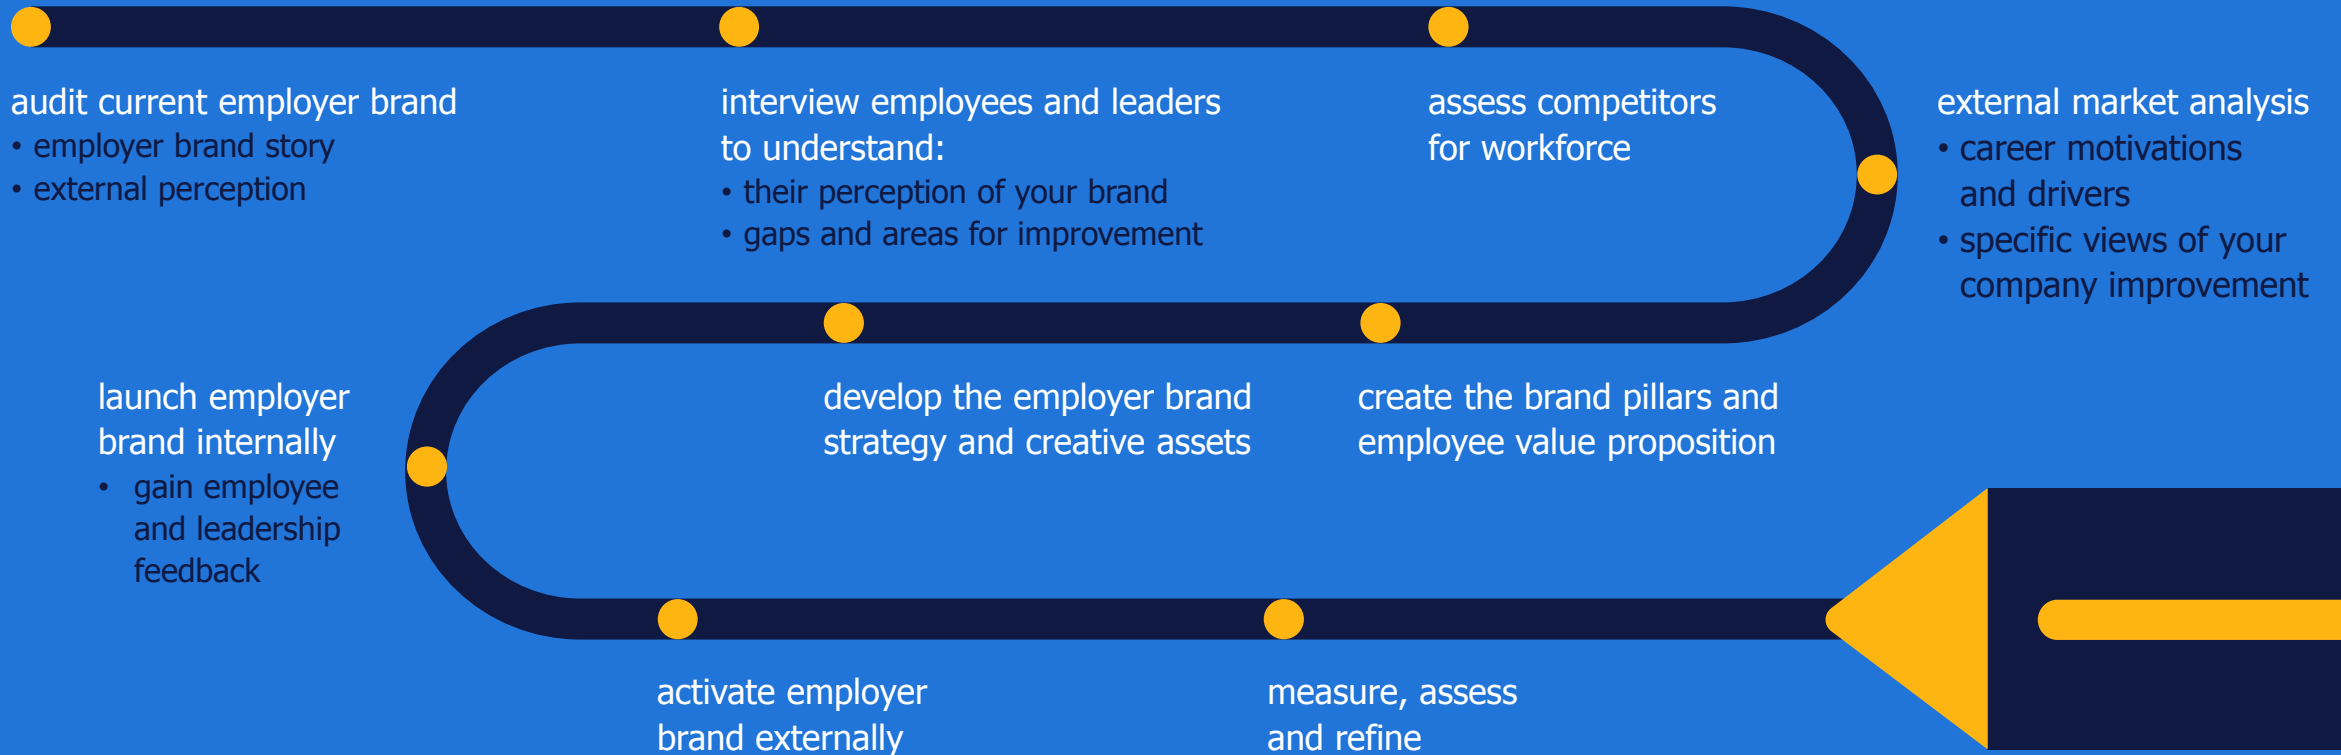 audit current employer brand
• employer brand story
• external perception
interview employees and leaders
to understand:
• their perception of your brand
• gaps and areas for improvement
assess competitors
for workforce
external market analysis
• career motivations
and drivers
• specific views of your
company improvement
create the brand pillars and
employee value proposition
develop the employer brand
strategy and creative assets
launch employer
brand internally
• gain employee
and leadership
feedback
activate employer
brand externally
measure, assess
and refine